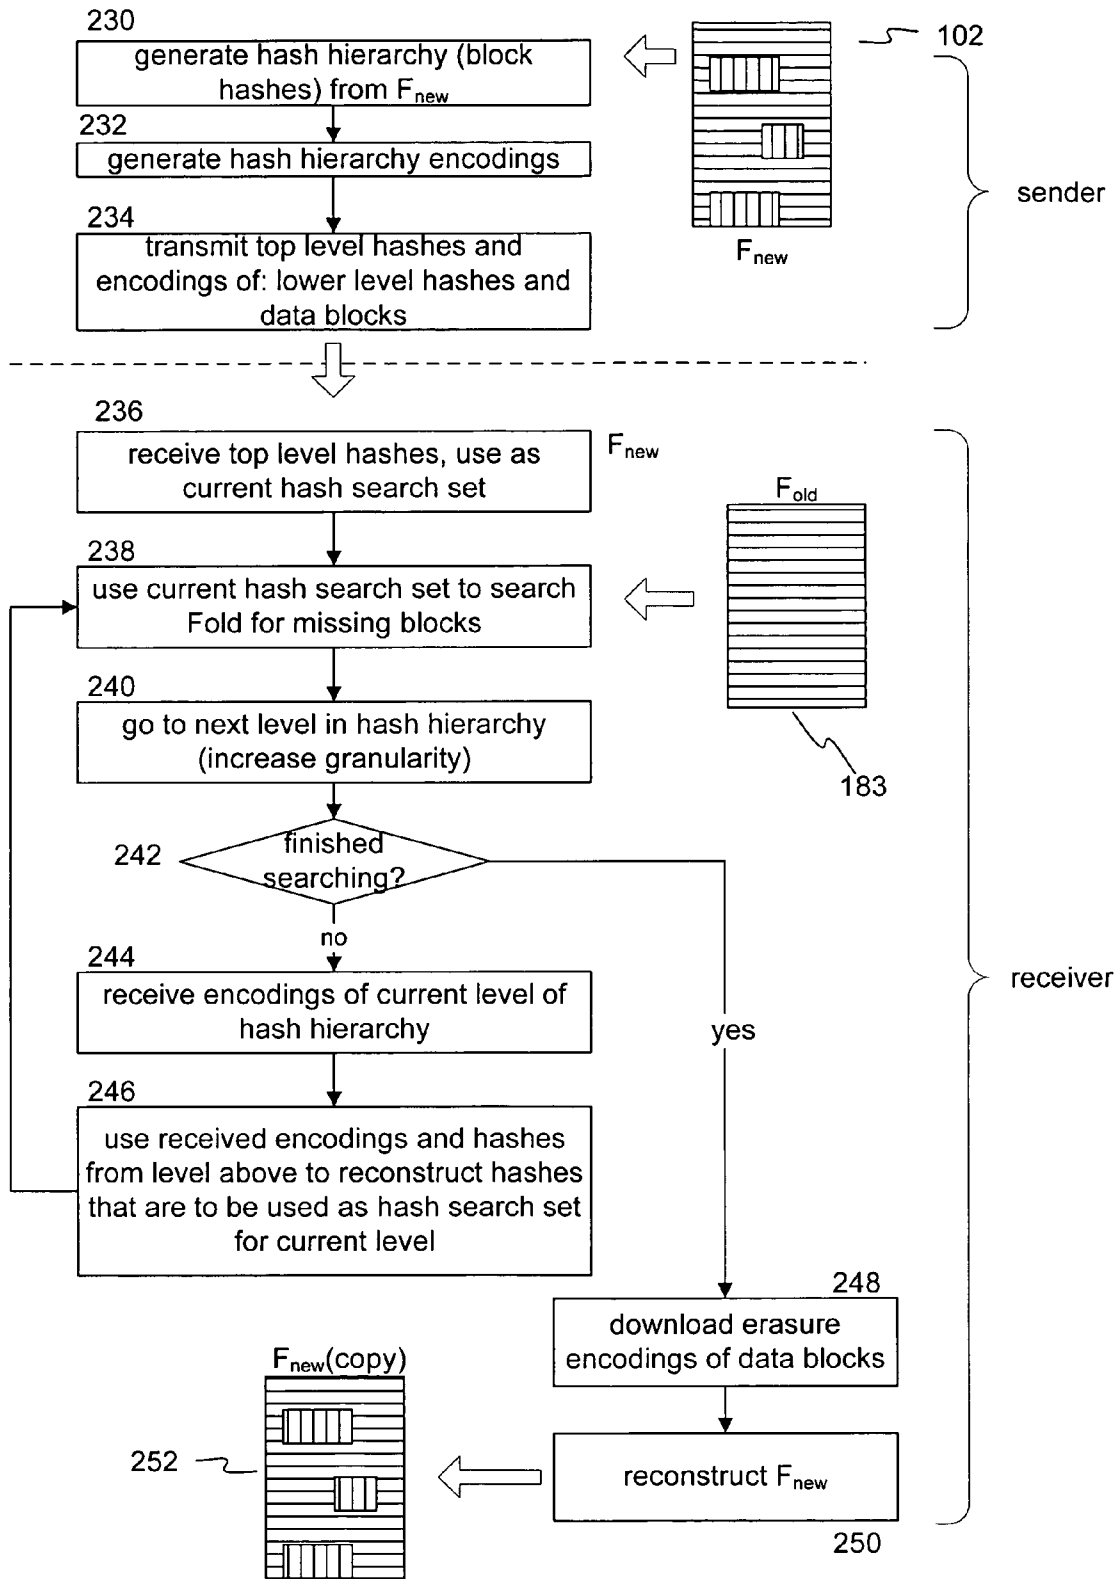 230
generate hash hierarchy (block
hashes) from Fnew
102
232
generate hash hierarchy encodings
sender
234
transmit top level hashes and
encodings of: lower level hashes and
data blocks
Fnew
236
receive top level hashes, use as
current hash search set
Fnew
Fold
238
use current hash search set to search
Fold for missing blocks
240
go to next level in hash hierarchy
(increase granularity)
183
242
finished
searching?
no
244
receive encodings of current level of
hash hierarchy
receiver
yes
246
use received encodings and hashes
from level above to reconstruct hashes
that are to be used as hash search set
for current level
248
download erasure
encodings of data blocks
Fnew(copy)
252
reconstruct Fnew
250